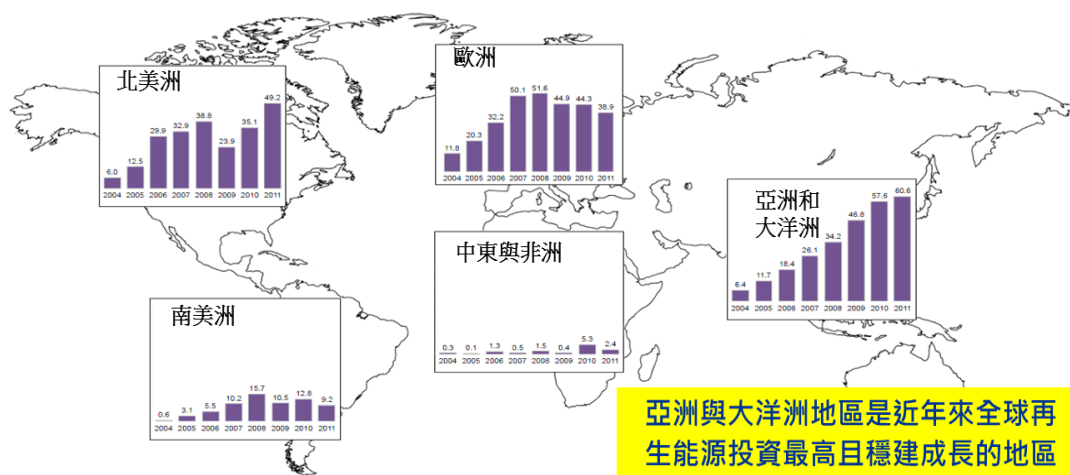 北美洲
6.0 12.5 29.9 32.9 38.8 23.9 35.1 49.2
2004 2005 2006 2007 2008 2009 2010 2011
歐洲
11.8 20.3 32.2 50.1 51.6 44.9 44.3 38.9
2004 2005 2006 2007 2008 2009 2010 2011
亞洲和
大洋洲
6.4 11.7 18.4 26.1 34.2 46.8 57.6 60.6
2004 2005 2006 2007 2008 2009 2010 2011
中東與非洲
0.3 0.1 1.3 0.5 1.5 0.4 5.3 2.4
2004 2005 2006 2007 2008 2009 2010 2011
南美洲
0.6 3.1 5.5 10.2 15.7 10.5 12.8 9.2
2004 2005 2006 2007 2008 2009 2010 2011
亞洲與大洋洲地區是近年來全球再
生能源投資最高且穩建成長的地區